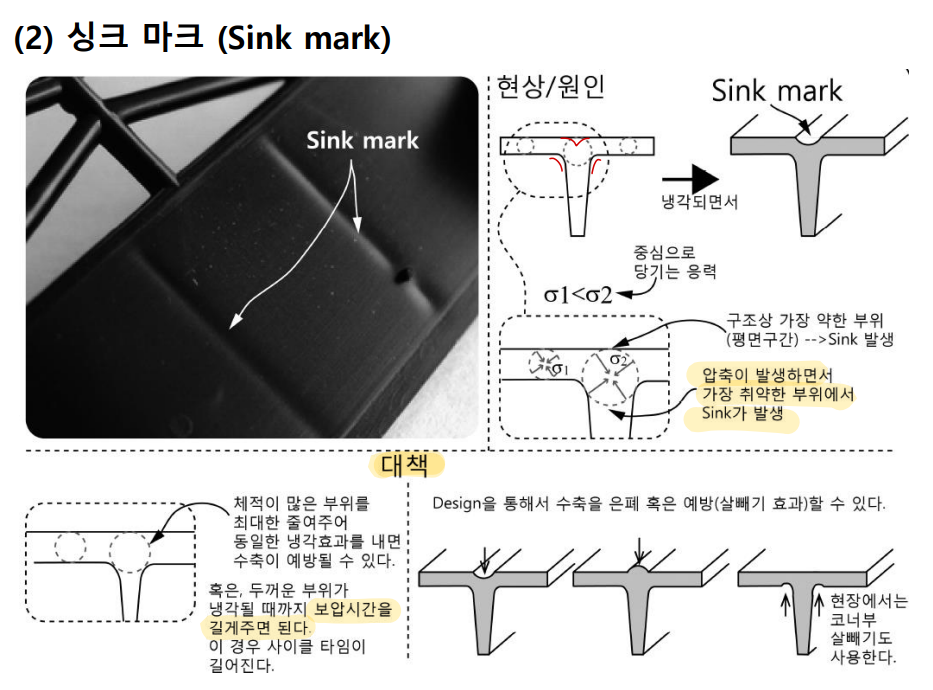 (2) 싱크 마크 (Sink mark)
Sink mark
현상/원인
Sink mark
냉각되면서
중심으로
당기는 응력
σ1<σ2
구조상 가장 약한 부위
(평면구간) -->Sink 발생
σ1
σ2
압축이 발생하면서
가장 취약한 부위에서
Sink가 발생
대책
체적이 많은 부위를
최대한 줄여주어
동일한 냉각효과를 내면
수축이 예방될 수 있다.
혹은, 두꺼운 부위가
냉각될 때까지 보압시간을
길게주면 된다.
이 경우 사이클 타임이
길어진다.
Design을 통해서 수축을 은폐 혹은 예방(살빼기 효과)할 수 있다.
현장에서는
코너부
살빼기도
사용한다.